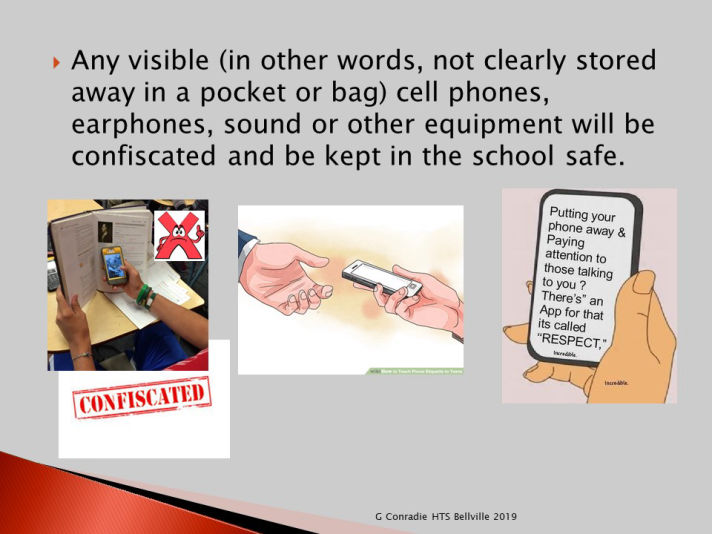 Any visible (in other words, not clearly stored
away in a pocket or bag) cell phones,
earphones, sound or other equipment will be
confiscated and be kept in the school safe.
Putting your
phone away &
Paying
attention to
those talking
to you ?
There's" an
App for that
its called
"RESPECT,"
Incredible.
Incredible.
wiki How to Teach Phone Etiquette to Teens
CONFISCATED
G Conradie HTS Bellville 2019